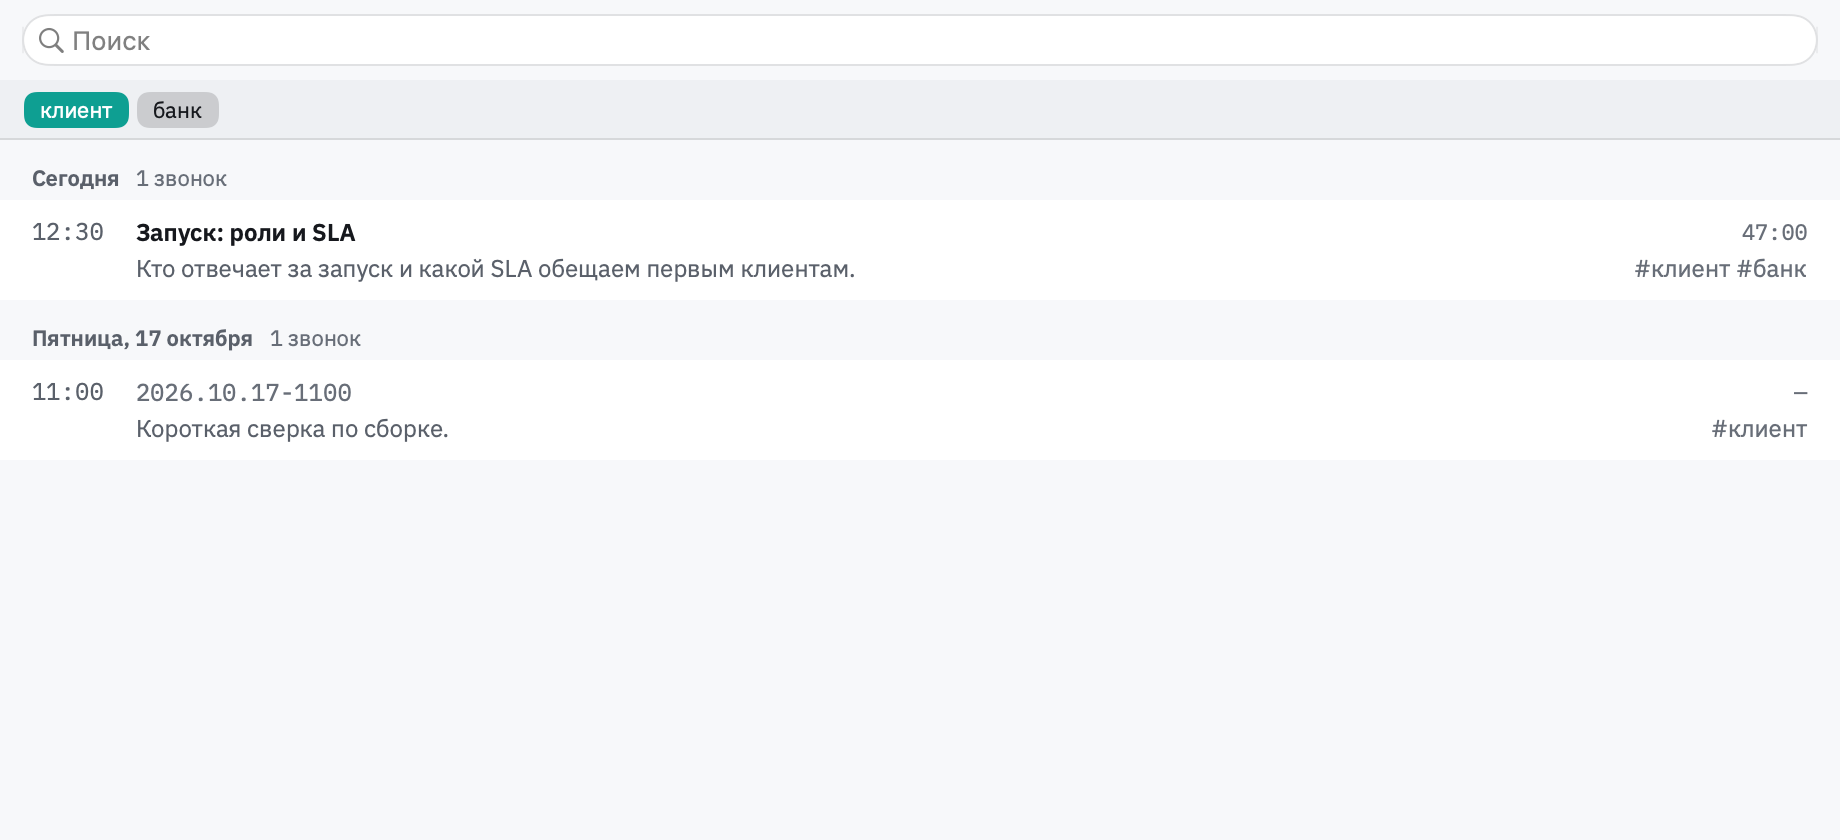 Поиск
клиент банк
Сегодня 1 звонок
12:30 Запуск: роли и SLA 47:00
Кто отвечает за запуск и какой SLA обещаем первым клиентам. #клиент #банк
Пятница, 17 октября 1 звонок
11:00 2026.10.17-1100 —
Короткая сверка по сборке. #клиент